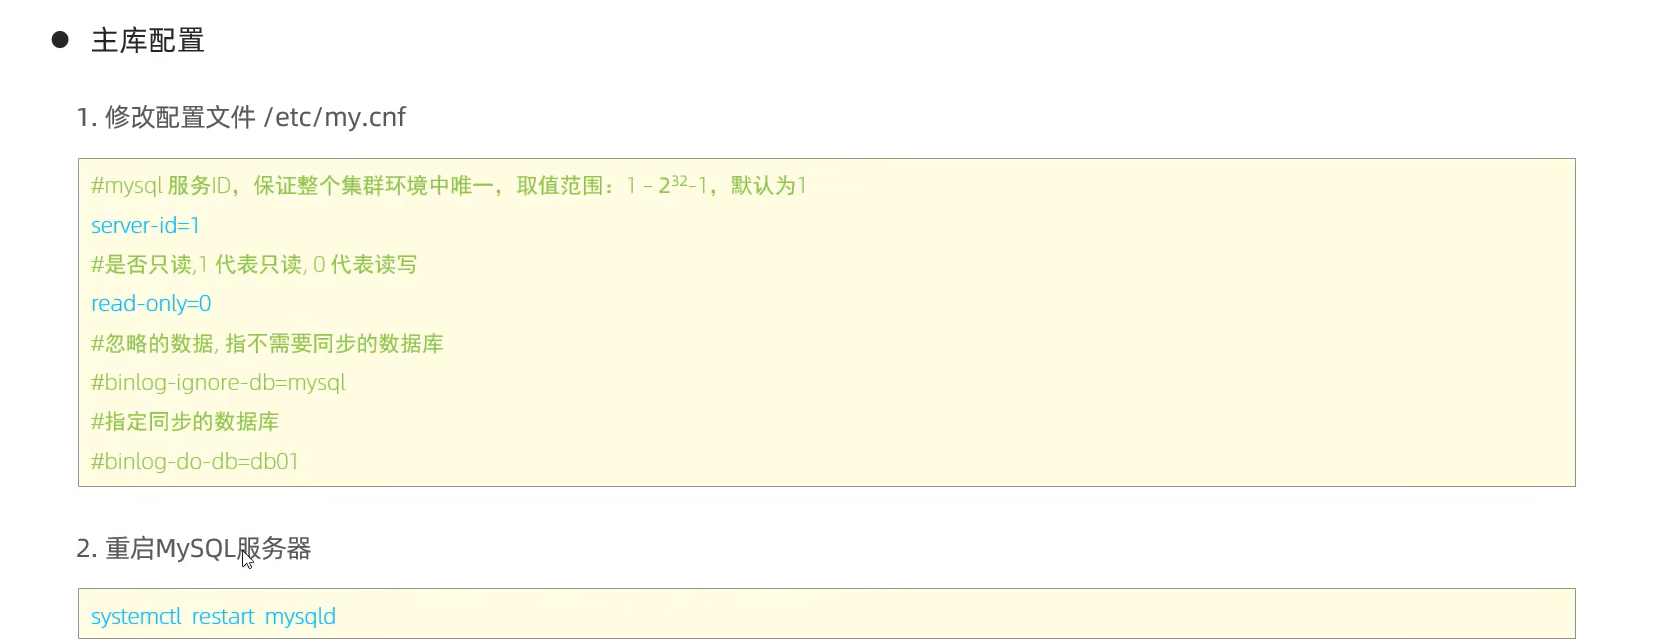 ● 主库配置
1. 修改配置文件 /etc/my.cnf
#mysql 服务ID，保证整个集群环境中唯一，取值范围：1 – 2³²-1，默认为1
server-id=1
#是否只读,1 代表只读, 0 代表读写
read-only=0
#忽略的数据, 指不需要同步的数据库
#binlog-ignore-db=mysql
#指定同步的数据库
#binlog-do-db=db01
2. 重启MySQL服务器
systemctl restart mysqld